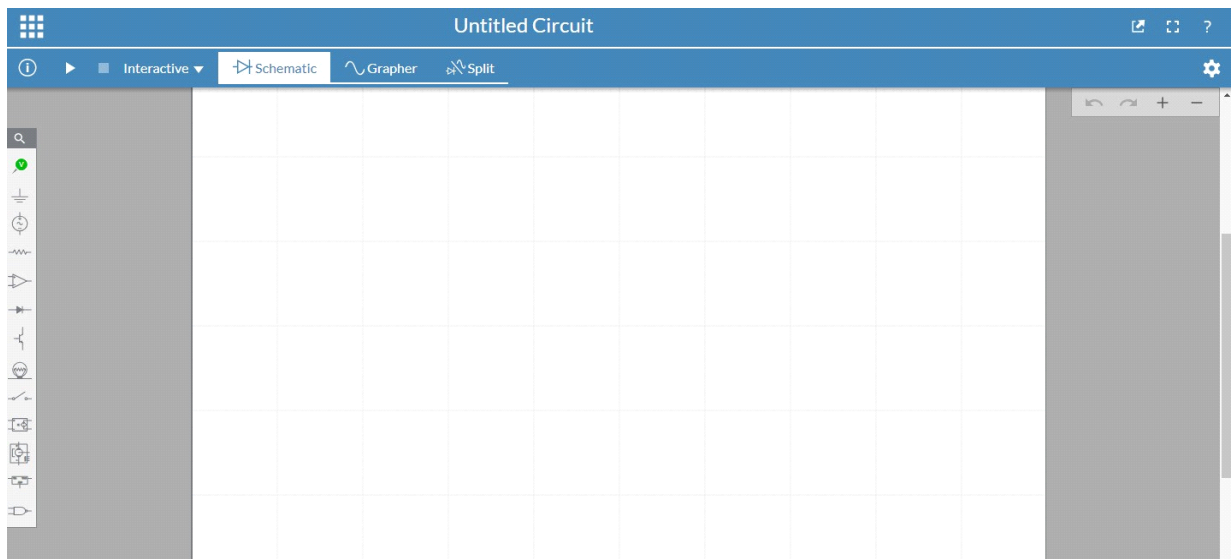 Untitled Circuit
?
Interactive
Schematic
Grapher
Split
V